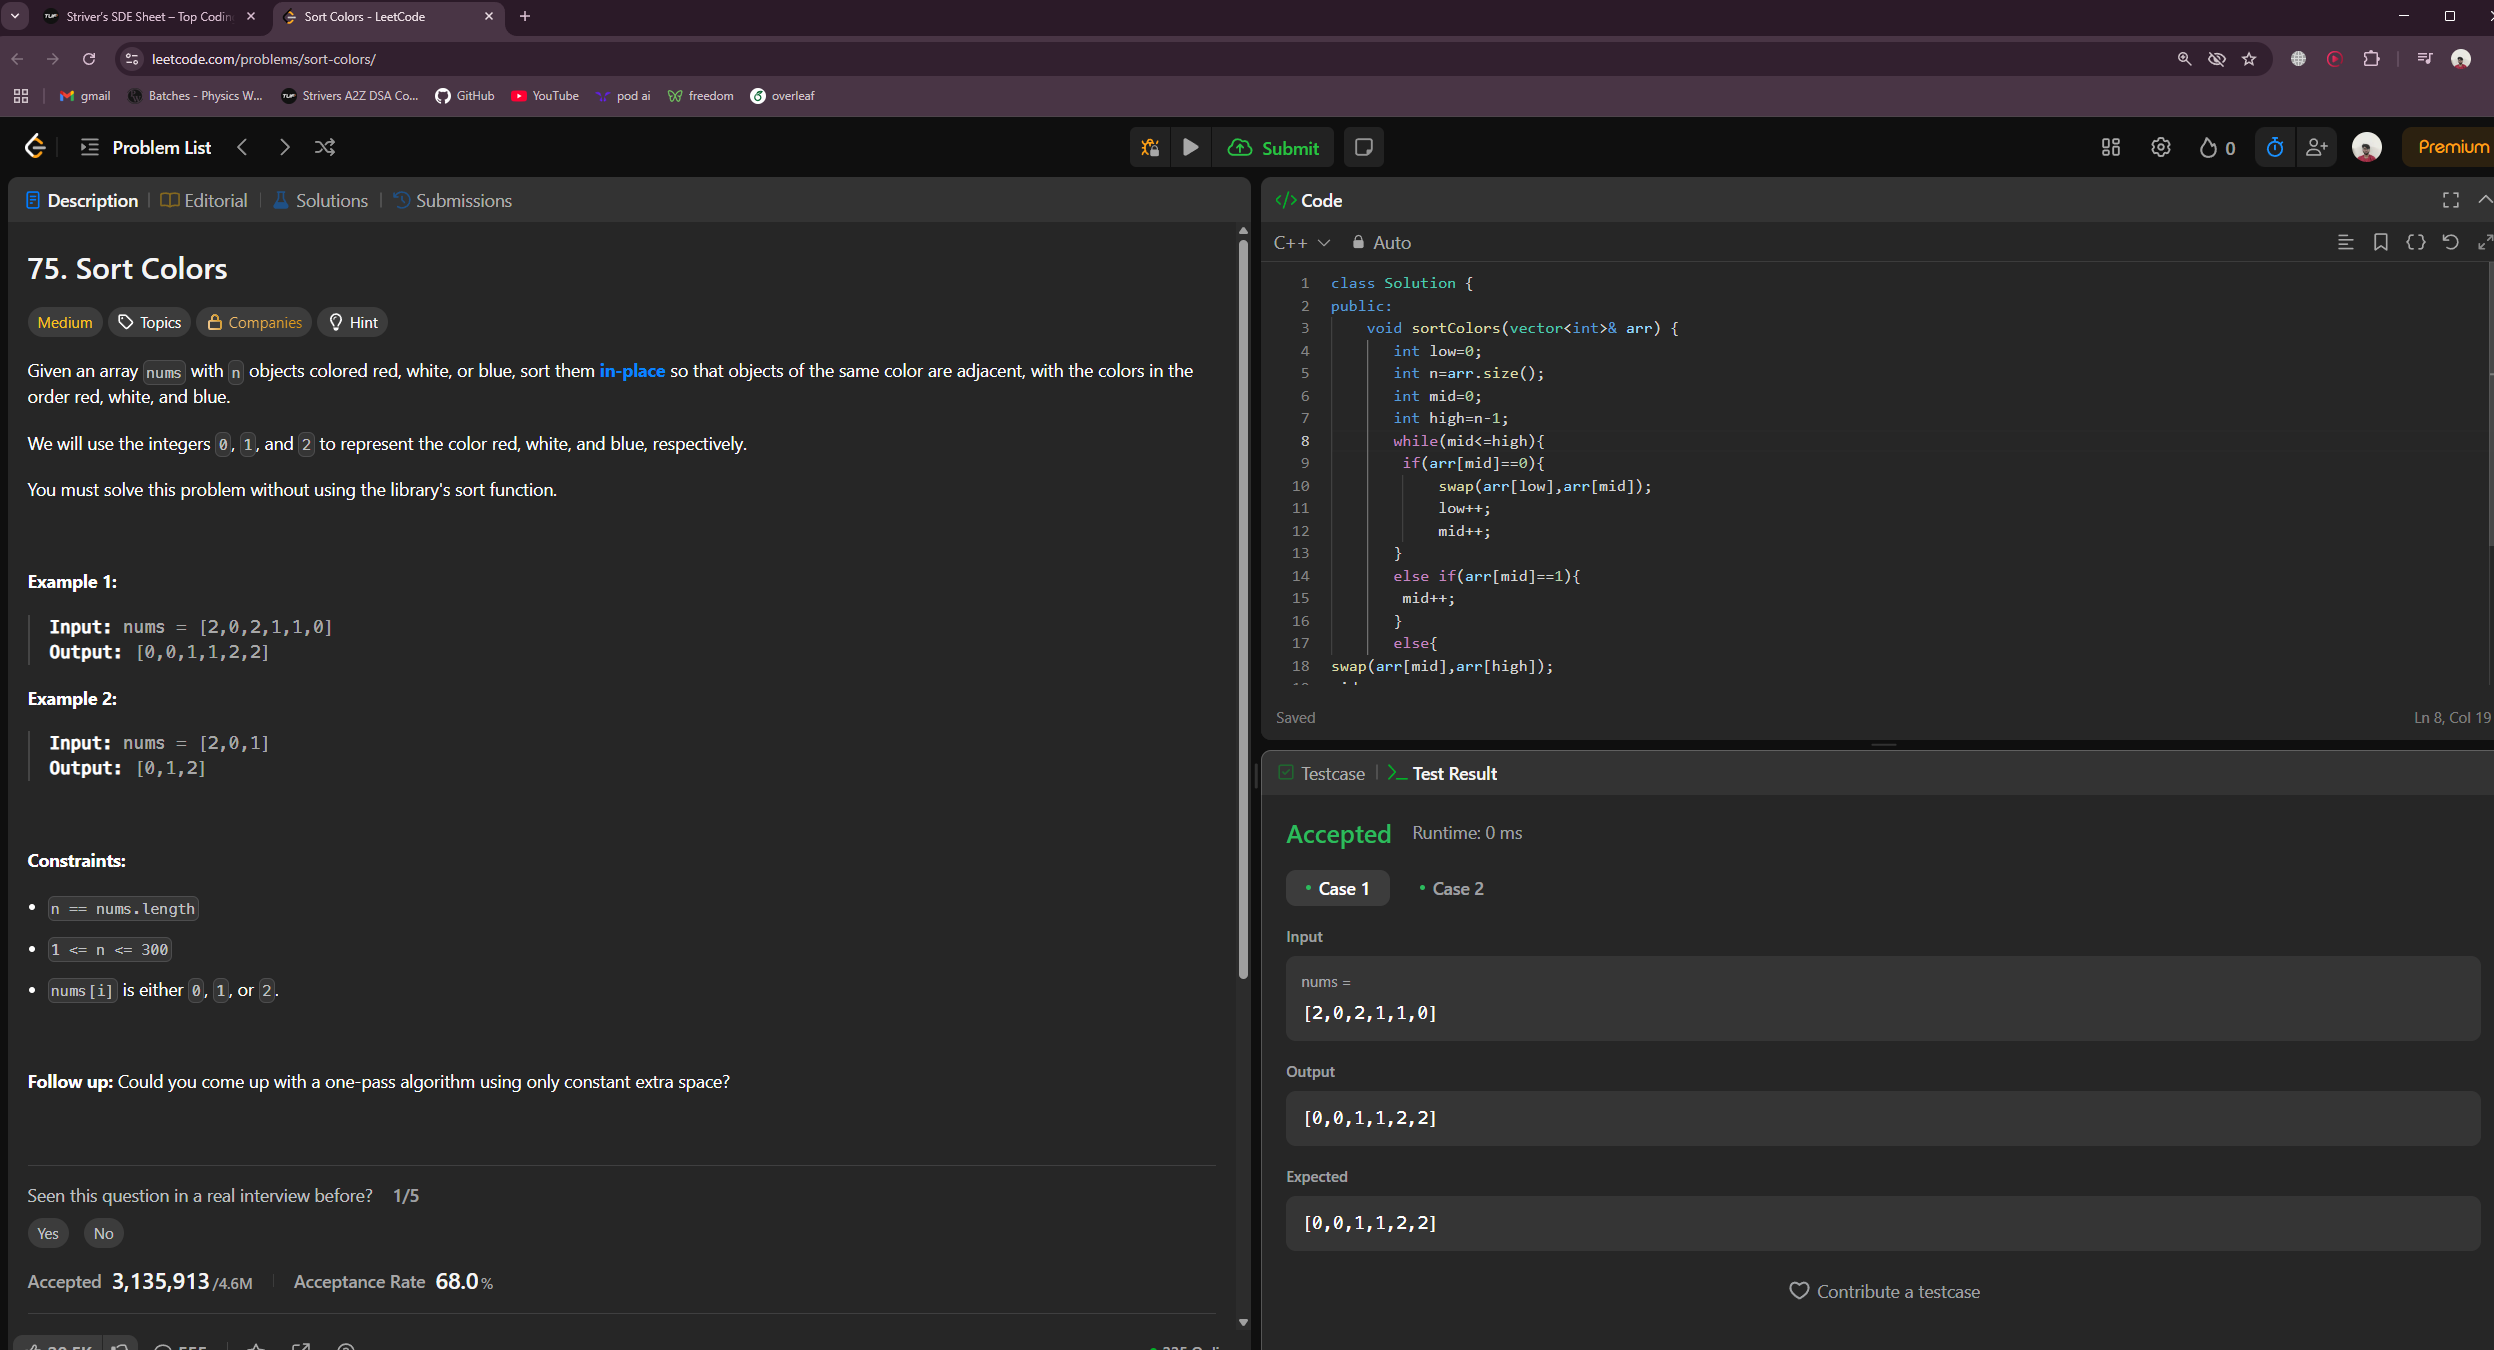 Striver's SDE Sheet – Top Codin
Sort Colors - LeetCode
leetcode.com/problems/sort-colors/
gmail
Batches - Physics W...
Strivers A2Z DSA Co...
GitHub
YouTube
pod ai
freedom
overleaf
Problem List
Submit
0
Premium
Description
Editorial
Solutions
Submissions
75. Sort Colors
Medium
Topics
Companies
Hint
Given an array nums with n objects colored red, white, or blue, sort them in-place so that objects of the same color are adjacent, with the colors in the
order red, white, and blue.
We will use the integers 0, 1, and 2 to represent the color red, white, and blue, respectively.
You must solve this problem without using the library's sort function.
Example 1:
Input: nums = [2,0,2,1,1,0]
Output: [0,0,1,1,2,2]
Example 2:
Input: nums = [2,0,1]
Output: [0,1,2]
Constraints:
• n == nums.length
• 1 <= n <= 300
• nums[i] is either 0, 1, or 2.
Follow up: Could you come up with a one-pass algorithm using only constant extra space?
Seen this question in a real interview before? 1/5
Yes
No
Accepted 3,135,913/4.6M
Acceptance Rate 68.0%
</> Code
C++
Auto
1 class Solution {
2 public:
3 void sortColors(vector<int>& arr) {
4 int low=0;
5 int n=arr.size();
6 int mid=0;
7 int high=n-1;
8 while(mid<=high){
9 if(arr[mid]==0){
10 swap(arr[low],arr[mid]);
11 low++;
12 mid++;
13 }
14 else if(arr[mid]==1){
15 mid++;
16 }
17 else{
18 swap(arr[mid],arr[high]);
Saved
Ln 8, Col 19
Testcase
Test Result
Accepted
Runtime: 0 ms
Case 1
Case 2
Input
nums =
[2,0,2,1,1,0]
Output
[0,0,1,1,2,2]
Expected
[0,0,1,1,2,2]
Contribute a testcase